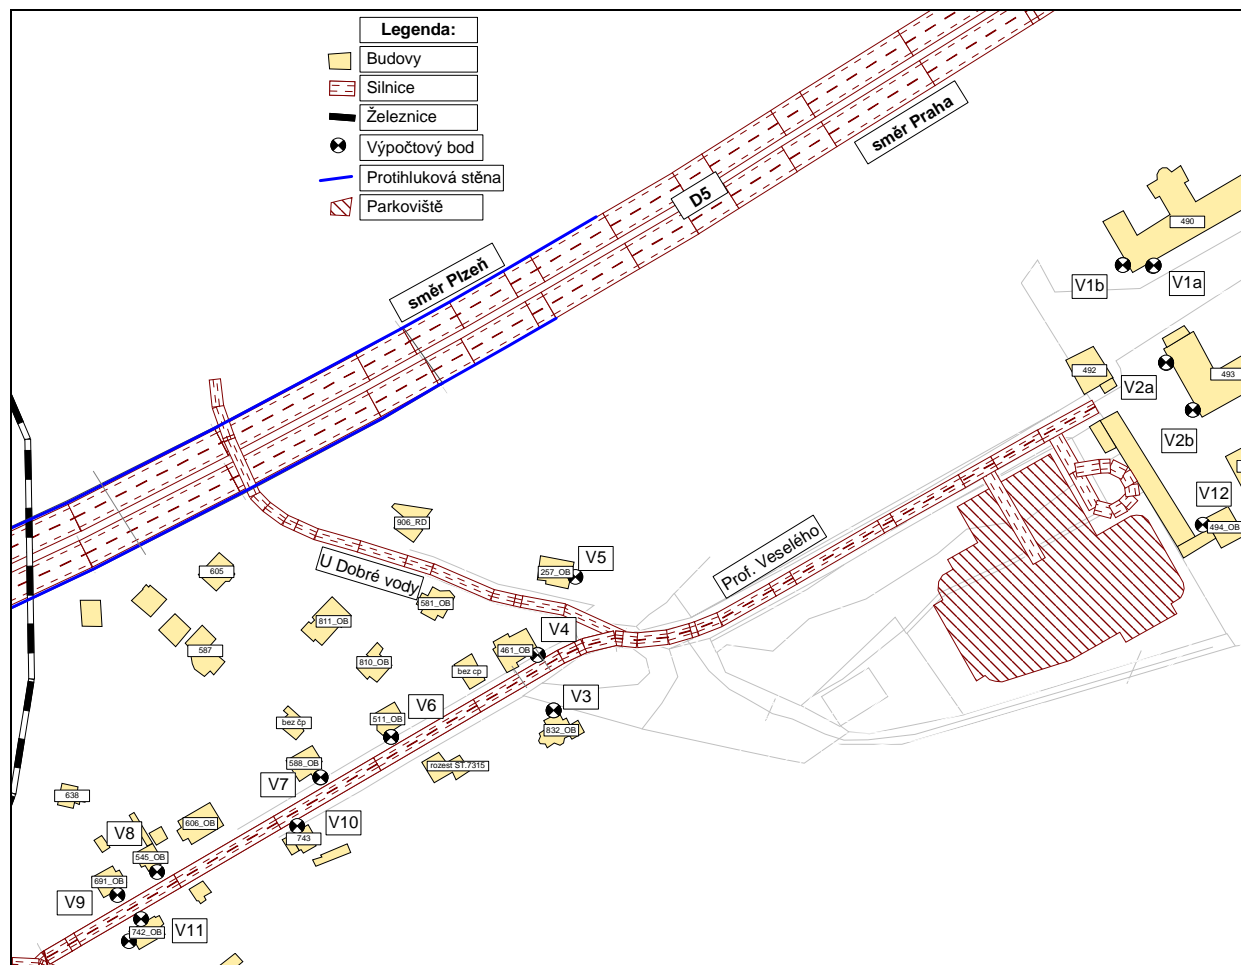 Legenda:
Budovy
Silnice
Železnice
Výpočtový bod
Protihluková stěna
Parkoviště
směr Praha
D5
směr Plzeň
490
V1b
V1a
492
V2a
493
V2b
V12
494_OB
Prof. Veselého
906_RD
U Dobré vody
605
257_OB
V5
581_OB
811_OB
587
810_OB
461_OB
V4
bez cp
V3
832_OB
V6
511_OB
bez čp
588_OB
V7
rozest ST.7315
638
606_OB
V10
743
V8
545_OB
691_OB
V9
742_OB
V11